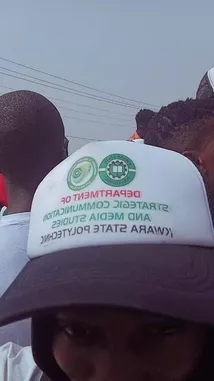 DEPARTMENT OF
STRATEGIC COMMUNICATION
AND MEDIA STUDIES
KWARA STATE POLYTECHNIC